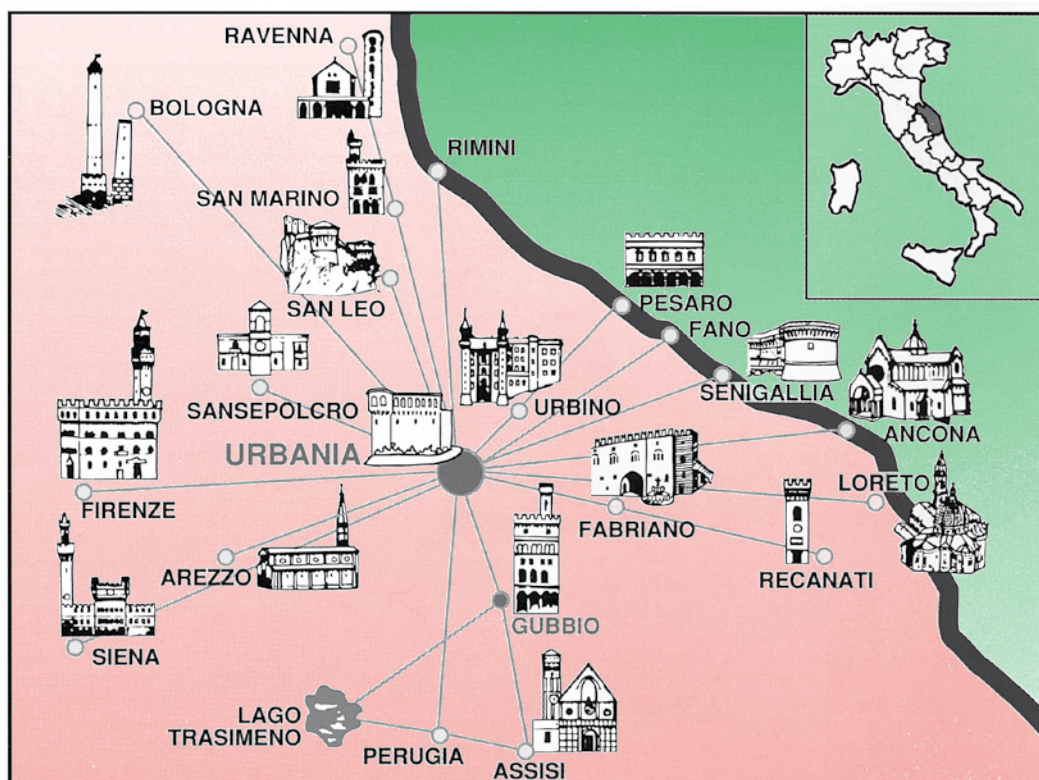 RAVENNA
BOLOGNA
RIMINI
SAN MARINO
SAN LEO
PESARO
FANO
SENIGALLIA
SANSEPOLCRO
URBINO
ANCONA
URBANIA
LORETO
FIRENZE
FABRIANO
AREZZO
RECANATI
GUBBIO
SIENA
LAGO
TRASIMENO
PERUGIA
ASSISI